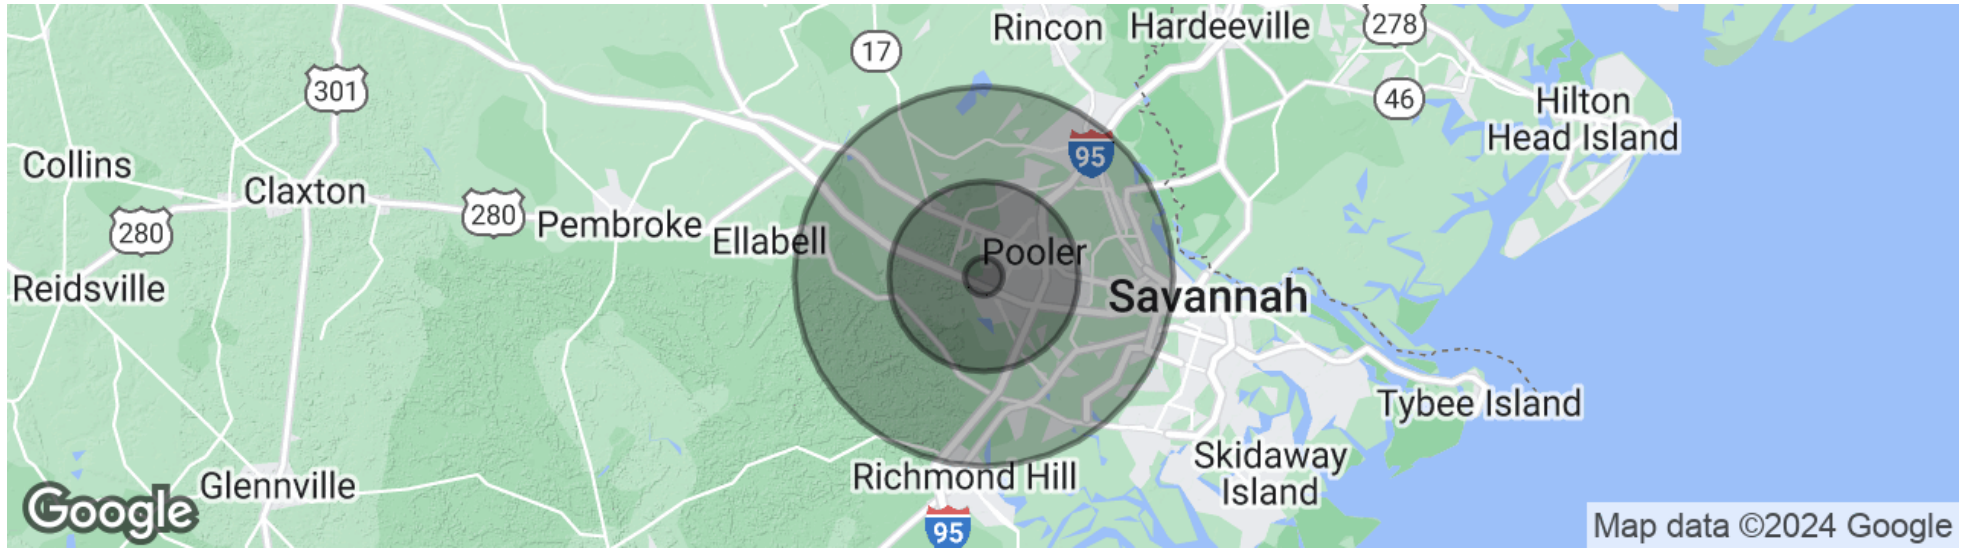 Rincon
Hardeeville
278
17
301
46
Hilton
Head Island
95
Collins
Claxton
280
Pembroke
280
Ellabell
Pooler
Reidsville
Savannah
Tybee Island
Skidaway
Island
Richmond Hill
Glennville
Google
95
Map data ©2024 Google